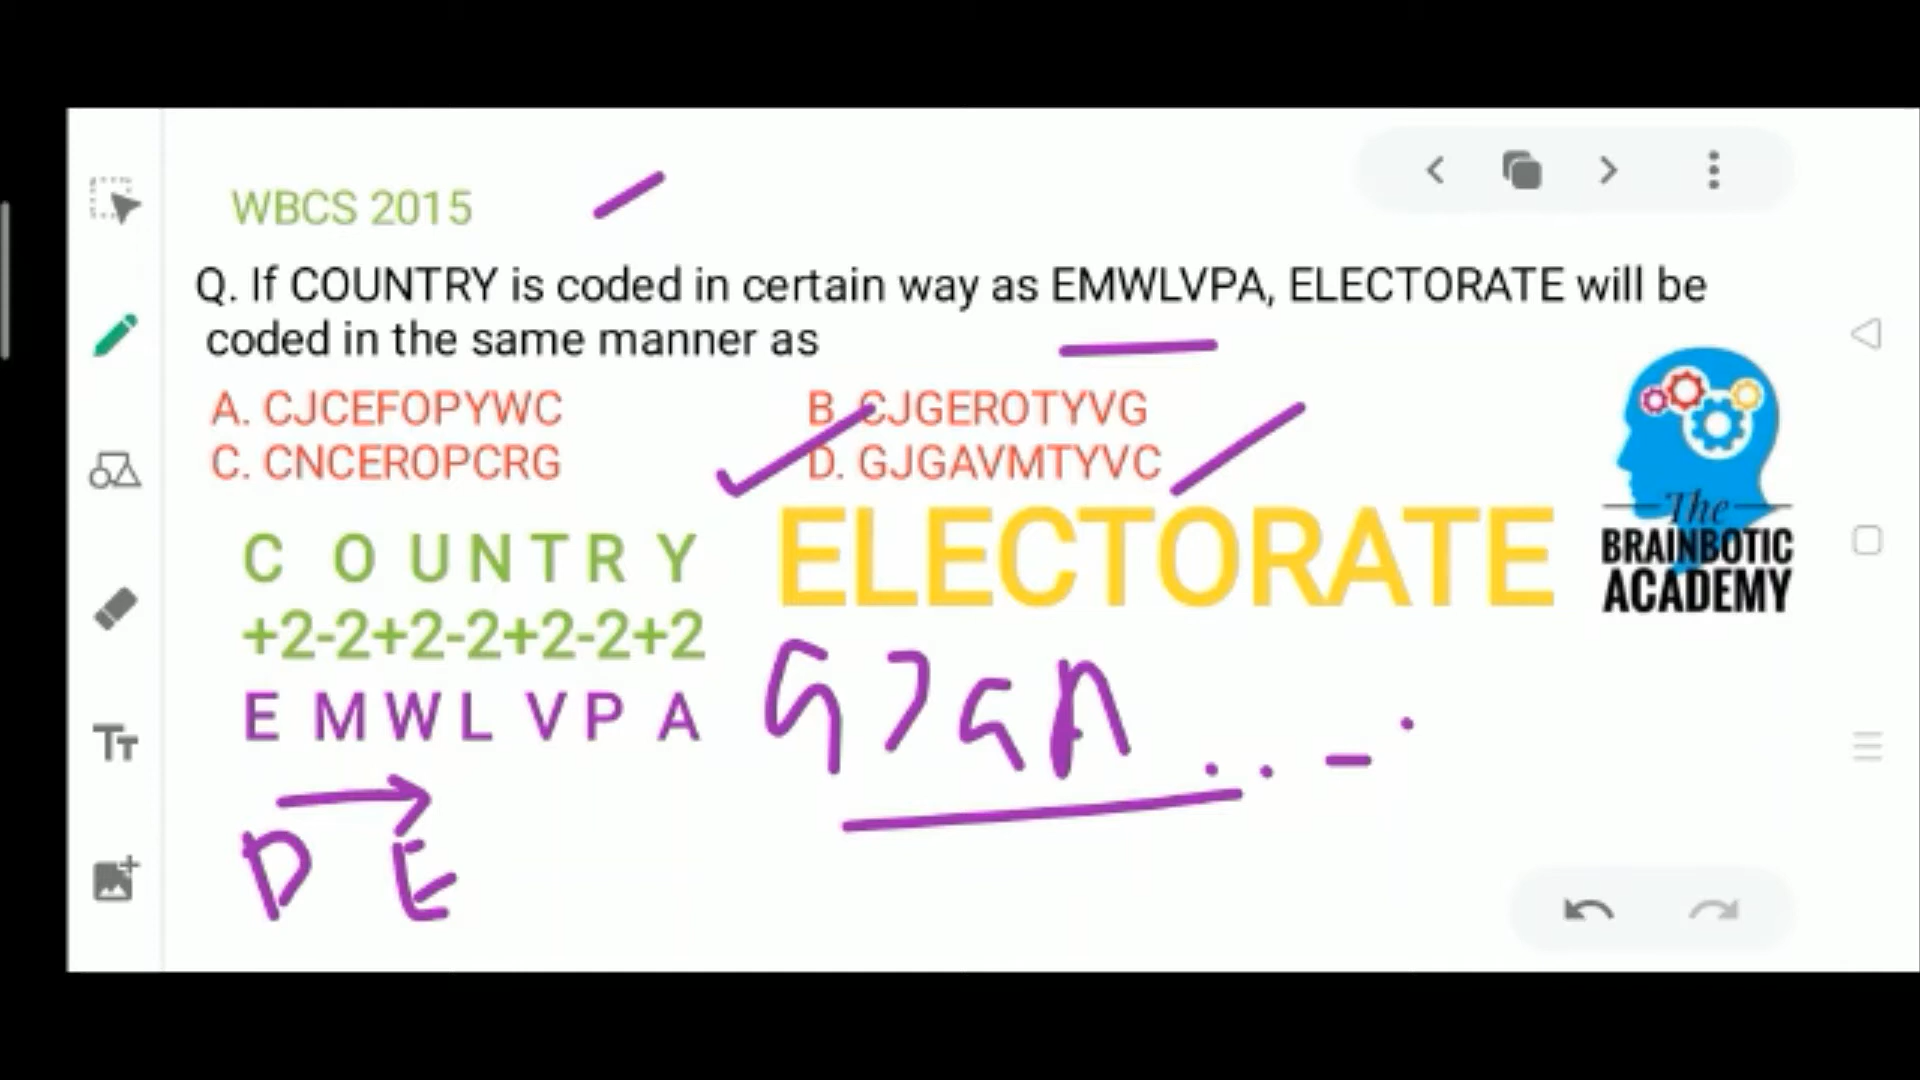 WBCS 2015
Q. If COUNTRY is coded in certain way as EMWLVPA, ELECTORATE will be
coded in the same manner as
A. CJCEFOPYWC B. CJGEROTYVG
C. CNCEROPCRG D. GJGAVMTYVC
C O U N T R Y
+2-2+2-2+2-2+2
E M W L V P A
D E
ELECTORATE
G J G A . . - .
The
BRAINBOTIC
ACADEMY
Tт